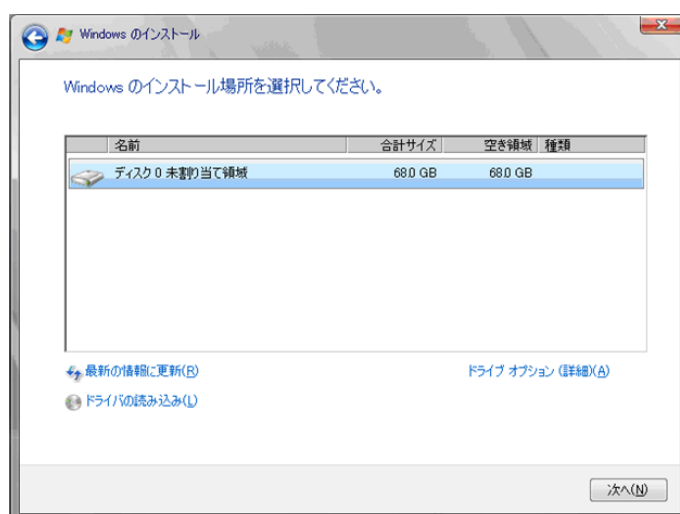 Windows のインストール
Windows のインストール場所を選択してください。
名前 合計サイズ 空き領域 種類
ディスク 0 未割り当て領域 68.0 GB 68.0 GB
最新の情報に更新(R) ドライブ オプション (詳細)(A)
ドライバの読み込み(L)
次へ(N)